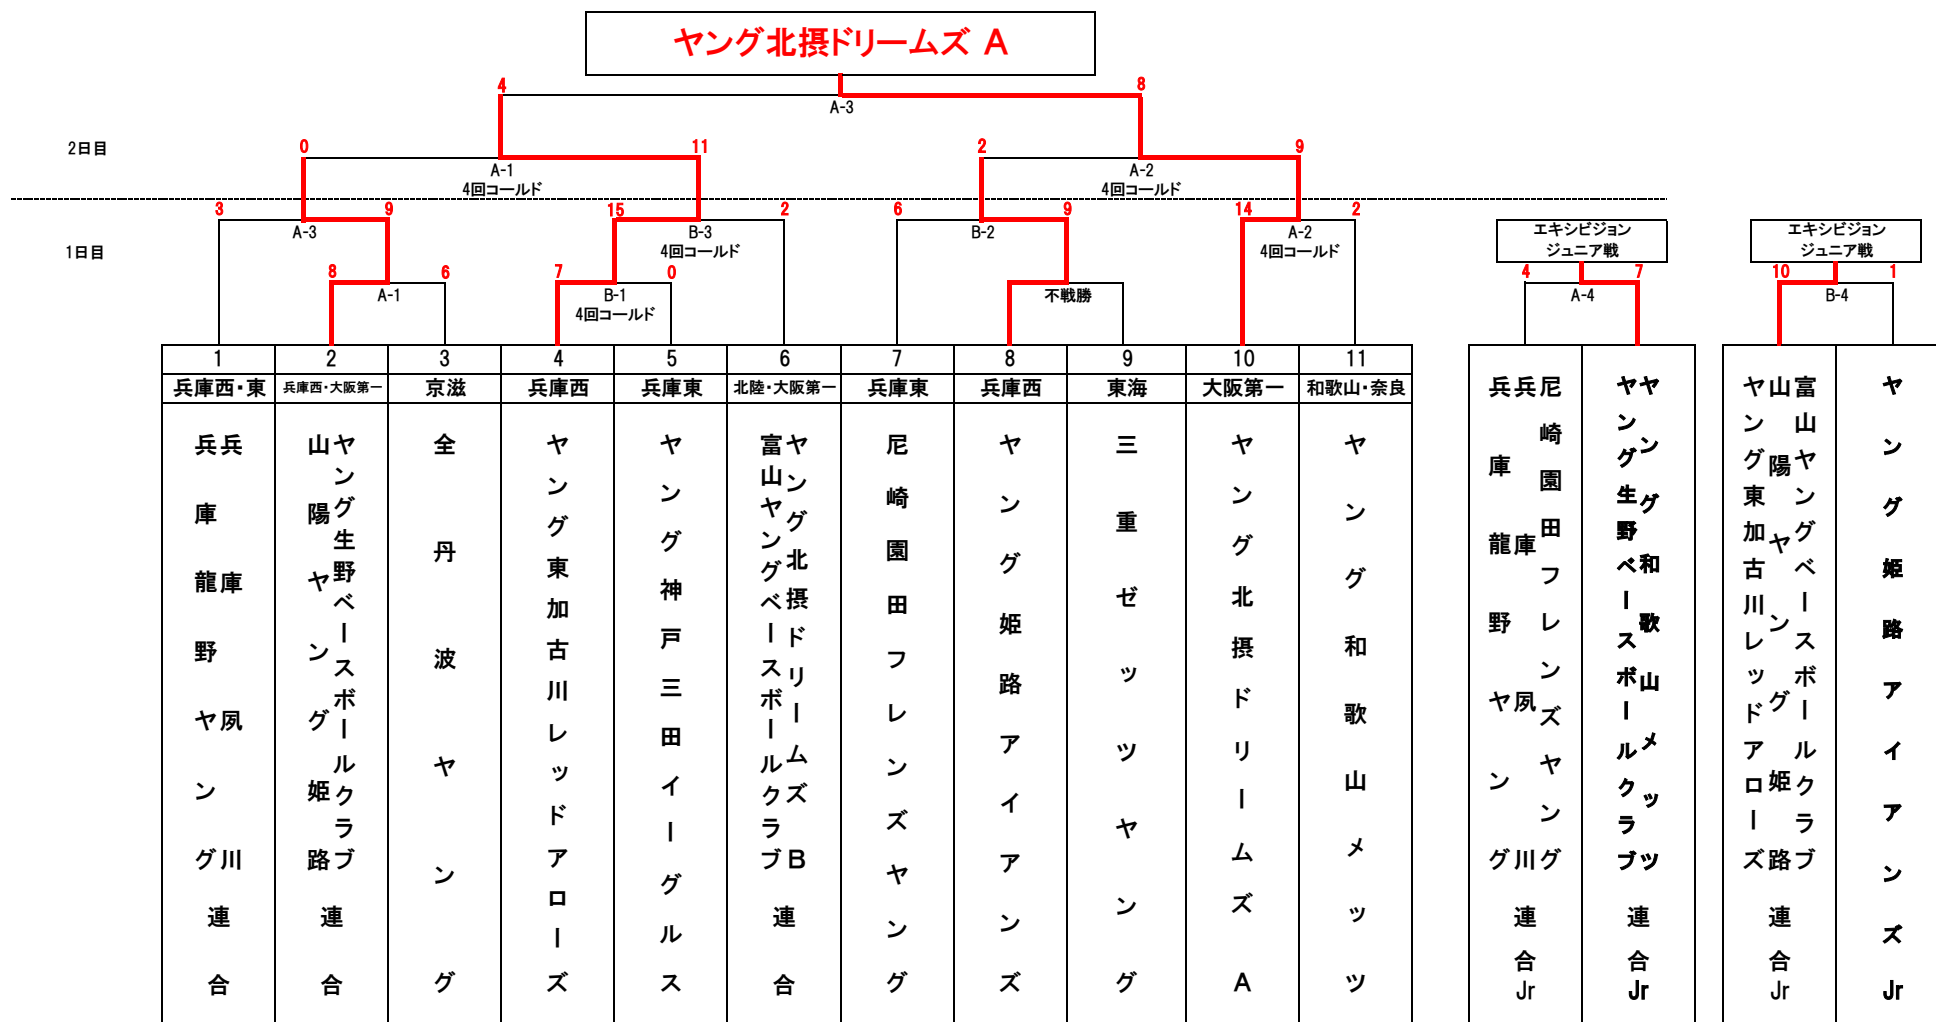 ヤング北摂ドリームズ A
4
8
A-3
2日目
0
11
2
9
A-1
4回コールド
A-2
4回コールド
1日目
3
9
15
2
6
9
14
2
A-3
B-3
4回コールド
B-2
A-2
4回コールド
エキシビジョン
ジュニア戦
エキシビジョン
ジュニア戦
8
6
7
0
4
7
10
1
A-1
B-1
4回コールド
不戦勝
A-4
B-4
1
2
3
4
5
6
7
8
9
10
11
兵庫西・東
兵庫西・大阪第一
京滋
兵庫西
兵庫東
北陸・大阪第一
兵庫東
兵庫西
東海
大阪第一
和歌山・奈良
兵庫夙川
兵庫龍野ヤング
連合
ヤング生野ベースボールクラブ
山陽ヤング姫路
連合
全丹波ヤング
ヤング東加古川レッドアローズ
ヤング神戸三田イーグルス
ヤング北摂ドリームズB
富山ヤングベースボールクラブ
連合
尼崎園田フレンズヤング
ヤング姫路アイアンズ
三重ゼッツヤング
ヤング北摂ドリームズA
ヤング和歌山メッツ
尼崎園田フレンズヤング
兵庫夙川
兵庫龍野ヤング
連合Jr
ヤング和歌山メッツ
ヤング生野ベースボールクラブ
連合Jr
富山ヤングベースボールクラブ
山陽ヤング姫路
ヤング東加古川レッドアローズ
連合Jr
ヤング姫路アイアンズJr